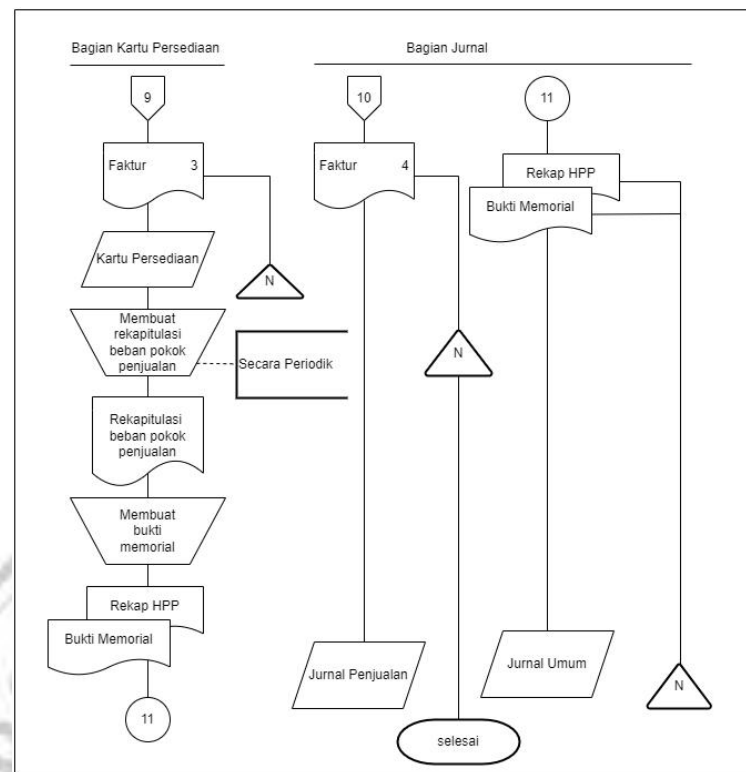 Bagian Kartu Persediaan
9
Faktur 3
N
Kartu Persediaan
Membuat
rekapitulasi
beban pokok
penjualan
Secara Periodik
Rekapitulasi
beban pokok
penjualan
Membuat
bukti
memorial
Rekap HPP
Bukti Memorial
11
Bagian Jurnal
10
Faktur 4
N
Jurnal Penjualan
selesai
11
Rekap HPP
Bukti Memorial
Jurnal Umum
N